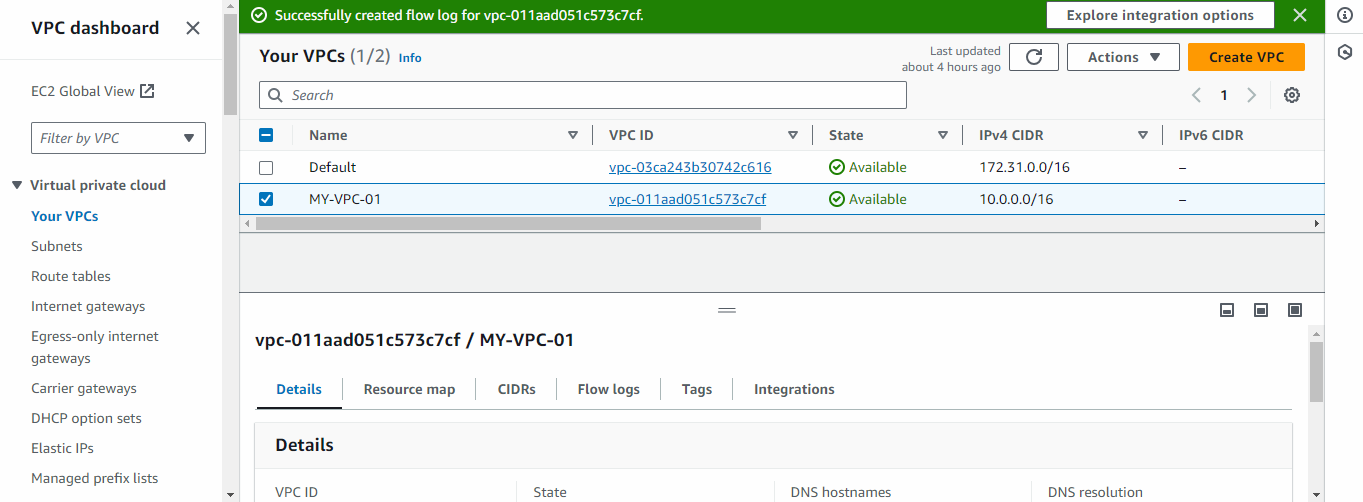 VPC dashboard
EC2 Global View
Filter by VPC
Virtual private cloud
Your VPCs
Subnets
Route tables
Internet gateways
Egress-only internet
gateways
Carrier gateways
DHCP option sets
Elastic IPs
Managed prefix lists
Successfully created flow log for vpc-011aad051c573c7cf.
Explore integration options
Your VPCs (1/2) Info
Last updated
about 4 hours ago
Actions
Create VPC
Search
1
Name VPC ID State IPv4 CIDR IPv6 CIDR
Default vpc-03ca243b30742c616 Available 172.31.0.0/16 –
MY-VPC-01 vpc-011aad051c573c7cf Available 10.0.0.0/16 –
vpc-011aad051c573c7cf / MY-VPC-01
Details Resource map CIDRs Flow logs Tags Integrations
Details
VPC ID State DNS hostnames DNS resolution